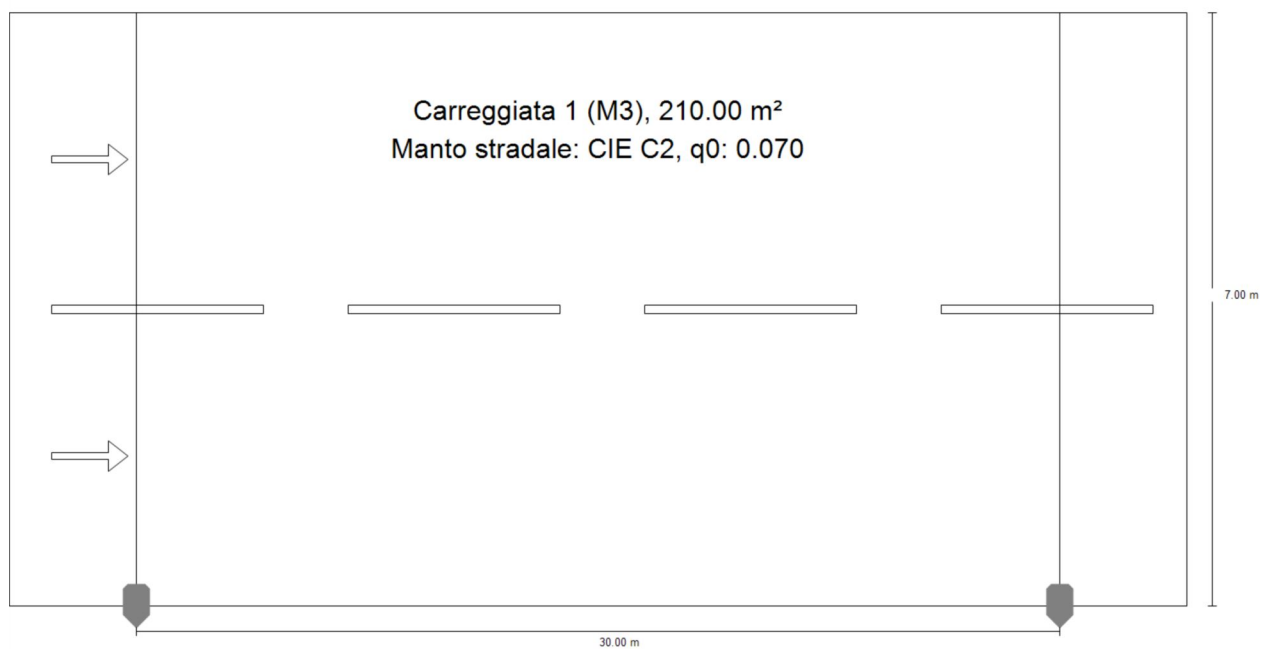 Carreggiata 1 (M3), 210.00 m²
Manto stradale: CIE C2, q0: 0.070
7.00 m
30.00 m